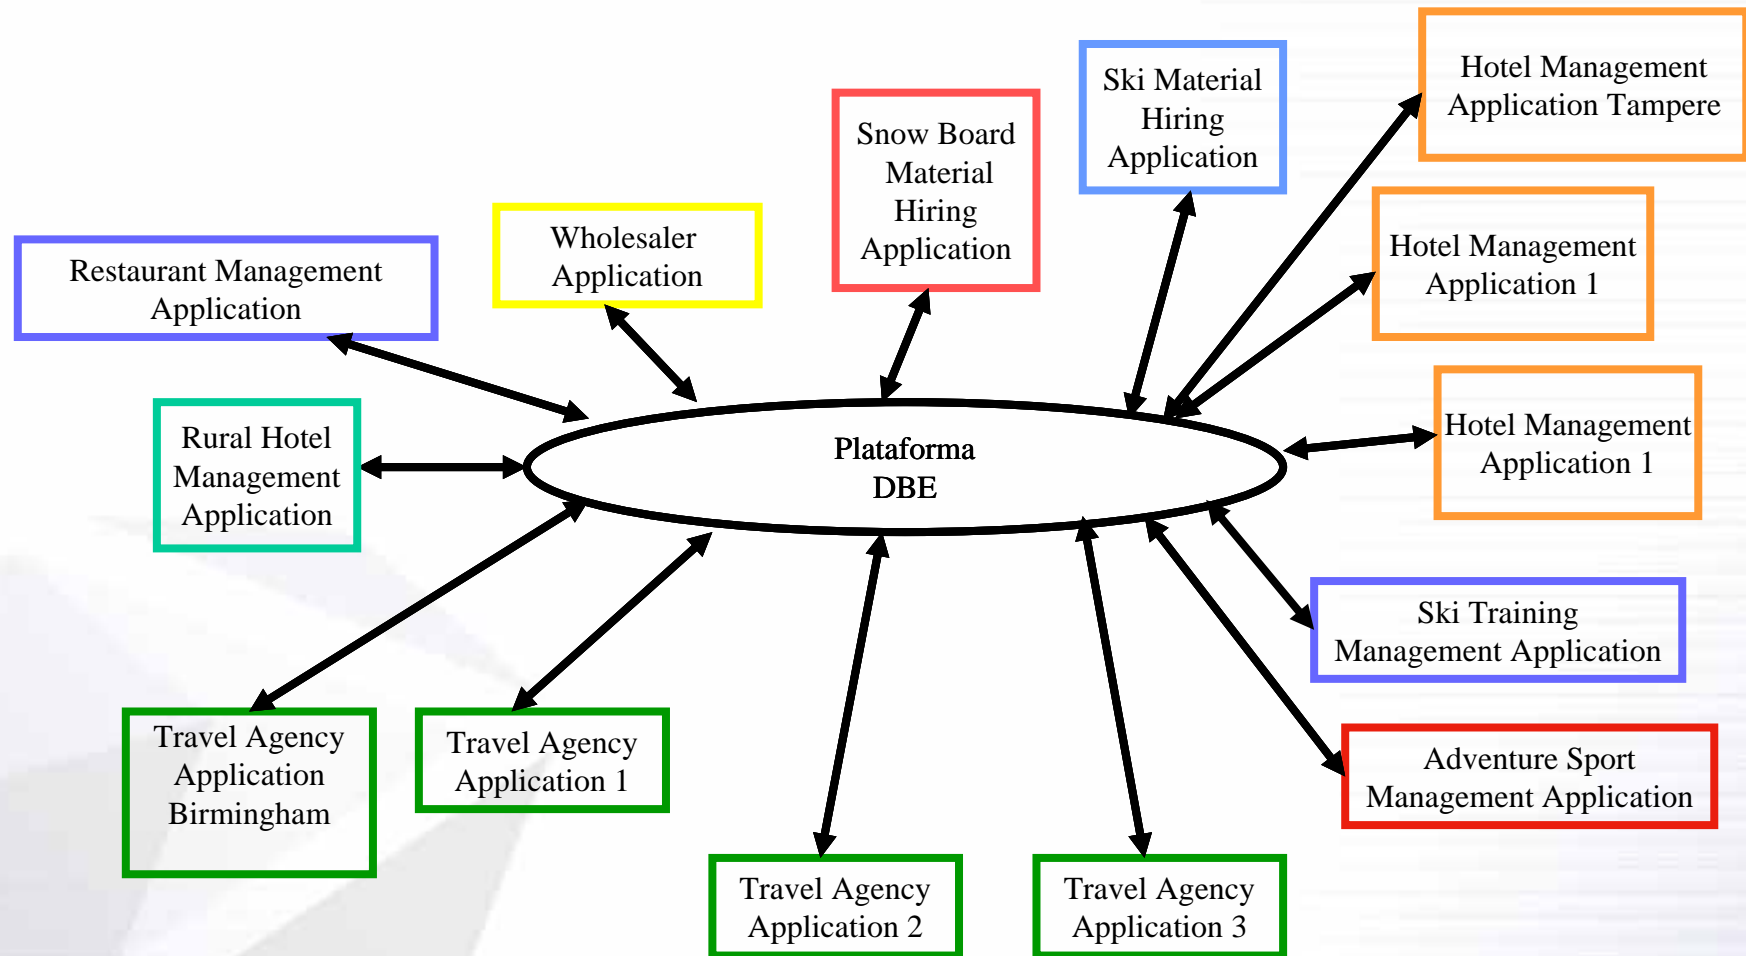 Hotel Management
Application Tampere
Ski Material
Hiring
Application
Snow Board
Material
Hiring
Application
Hotel Management
Application 1
Wholesaler
Application
Restaurant Management
Application
Hotel Management
Application 1
Rural Hotel
Management
Application
Plataforma
DBE
Ski Training
Management Application
Travel Agency
Application
Birmingham
Travel Agency
Application 1
Adventure Sport
Management Application
Travel Agency
Application 2
Travel Agency
Application 3